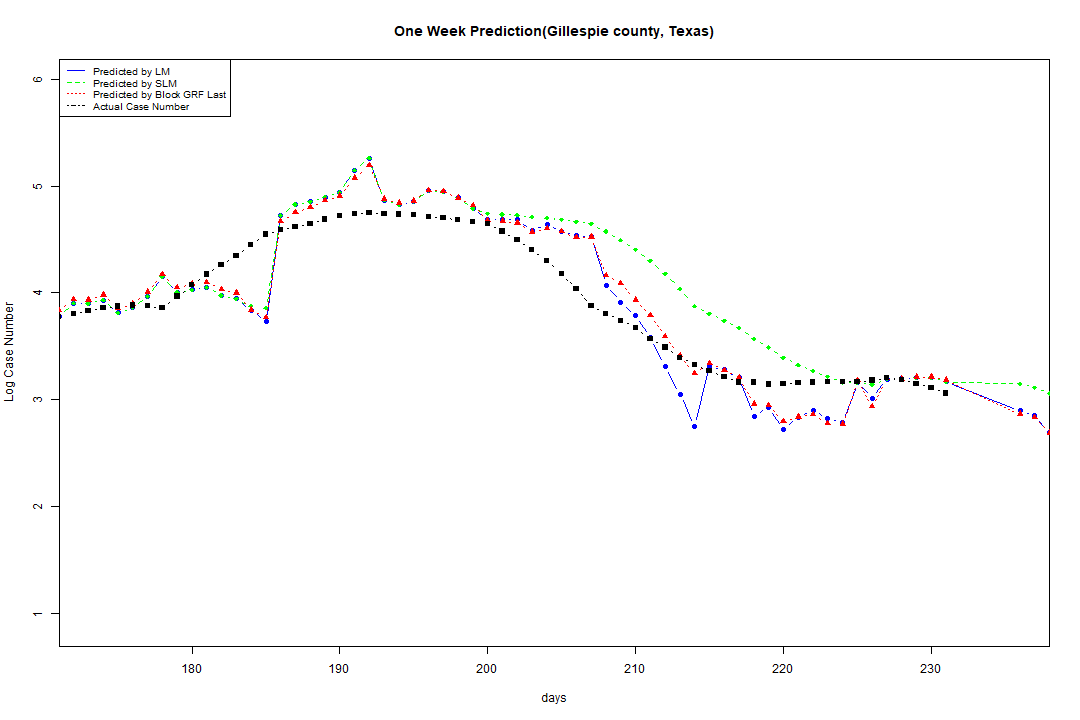 One Week Prediction(Gillespie county, Texas)
Predicted by LM
Predicted by SLM
Predicted by Block GRF Last
Actual Case Number
6
5
4
3
2
1
Log Case Number
180 190 200 210 220 230
days